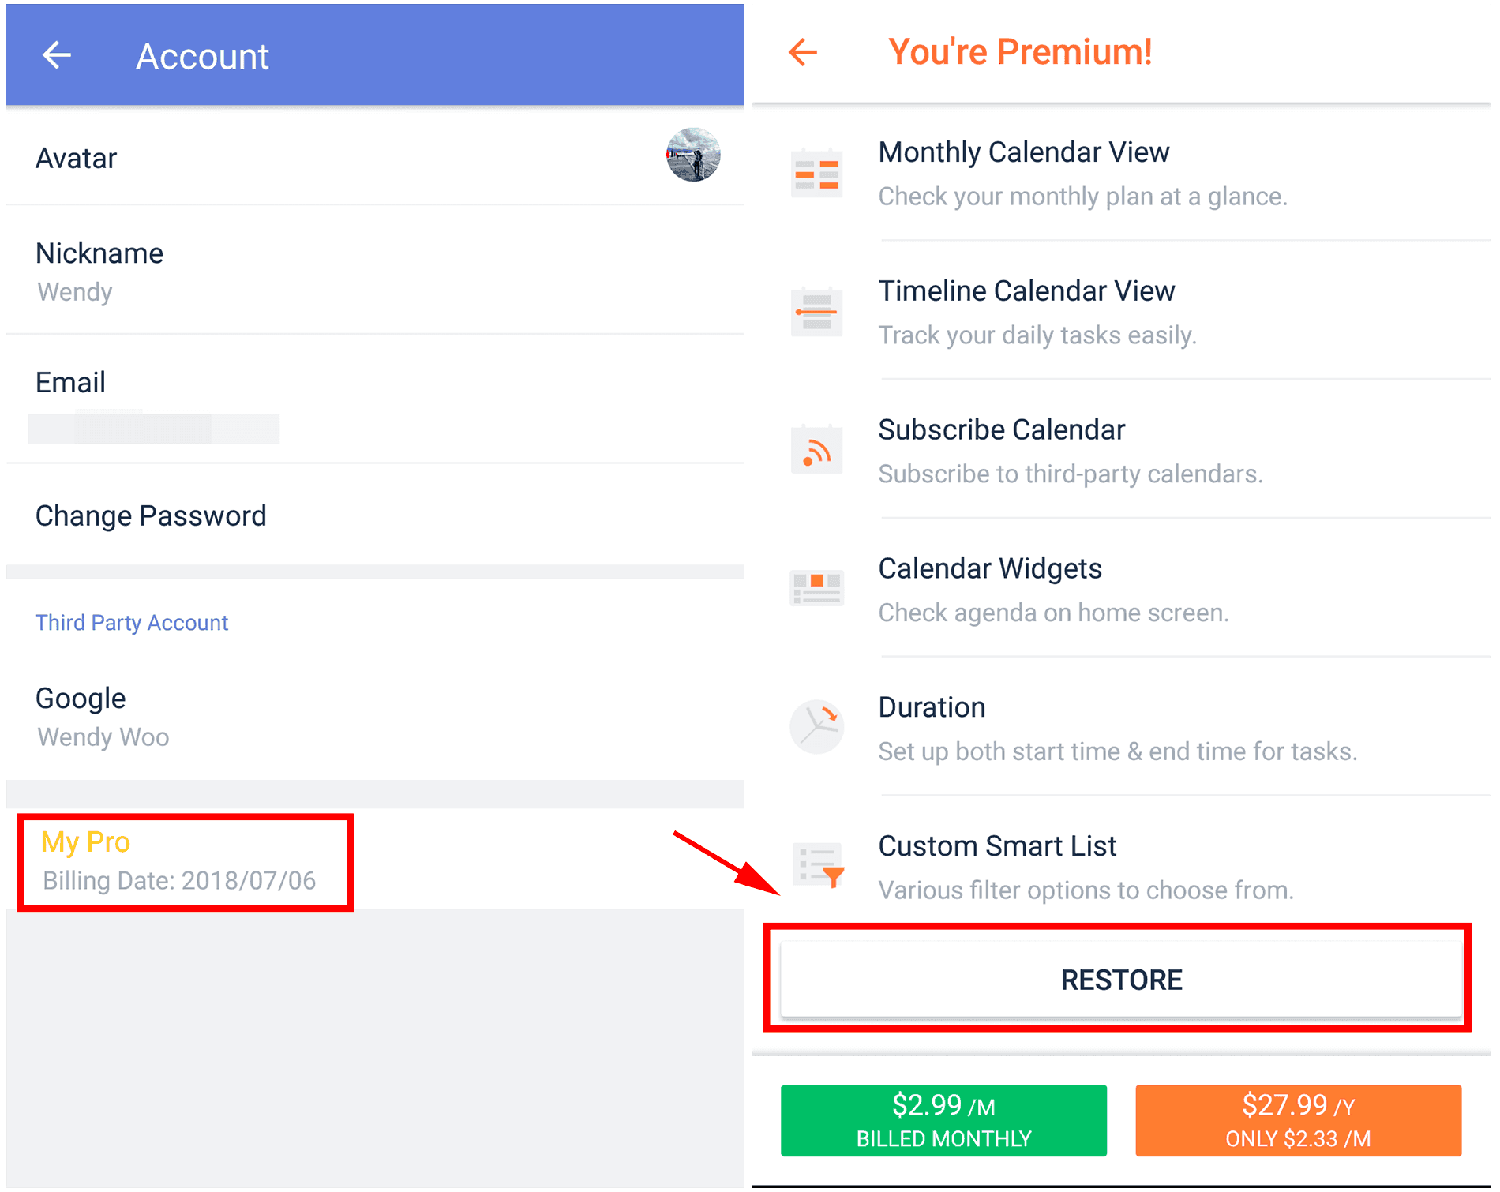 Account
Avatar
Nickname
Wendy
Email
Change Password
Third Party Account
Google
Wendy Woo
My Pro
Billing Date: 2018/07/06
You're Premium!
Monthly Calendar View
Check your monthly plan at a glance.
Timeline Calendar View
Track your daily tasks easily.
Subscribe Calendar
Subscribe to third-party calendars.
Calendar Widgets
Check agenda on home screen.
Duration
Set up both start time & end time for tasks.
Custom Smart List
Various filter options to choose from.
RESTORE
$2.99 /M
BILLED MONTHLY
$27.99 /Y
ONLY $2.33 /M